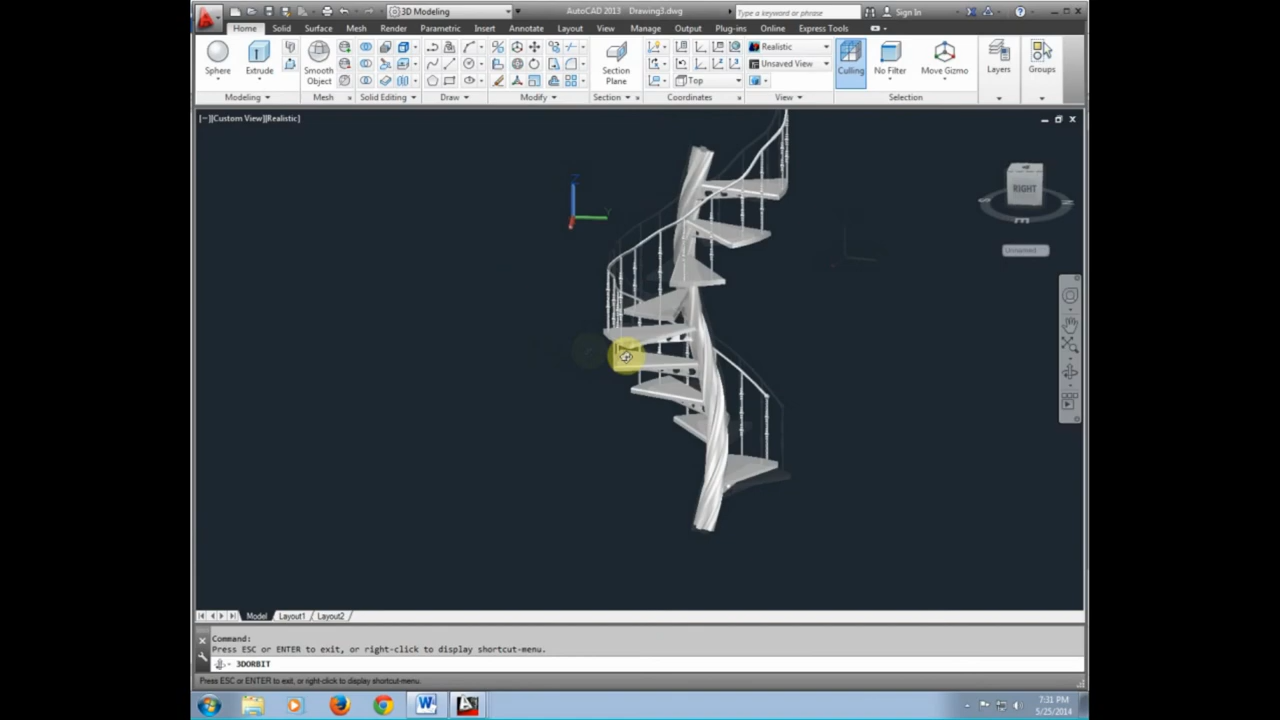 3D Modeling
AutoCAD 2013 Drawing3.dwg
Type a keyword or phrase
Sign In
Home Solid Surface Mesh Render Parametric Insert Annotate Layout View Manage Output Plug-ins Online Express Tools
Sphere
Extrude
Smooth Object
Section Plane
Realistic
Unsaved View
Top
Culling
No Filter
Move Gizmo
Layers
Groups
Modeling Mesh Solid Editing Draw Modify Section Coordinates View Selection
[−][Custom View][Realistic]
Z
Y
RIGHT
Unnamed
Model Layout1 Layout2
Command:
Press ESC or ENTER to exit, or right-click to display shortcut-menu.
3DORBIT
Press ESC or ENTER to exit, or right-click to display shortcut-menu.
7:31 PM
5/25/2014